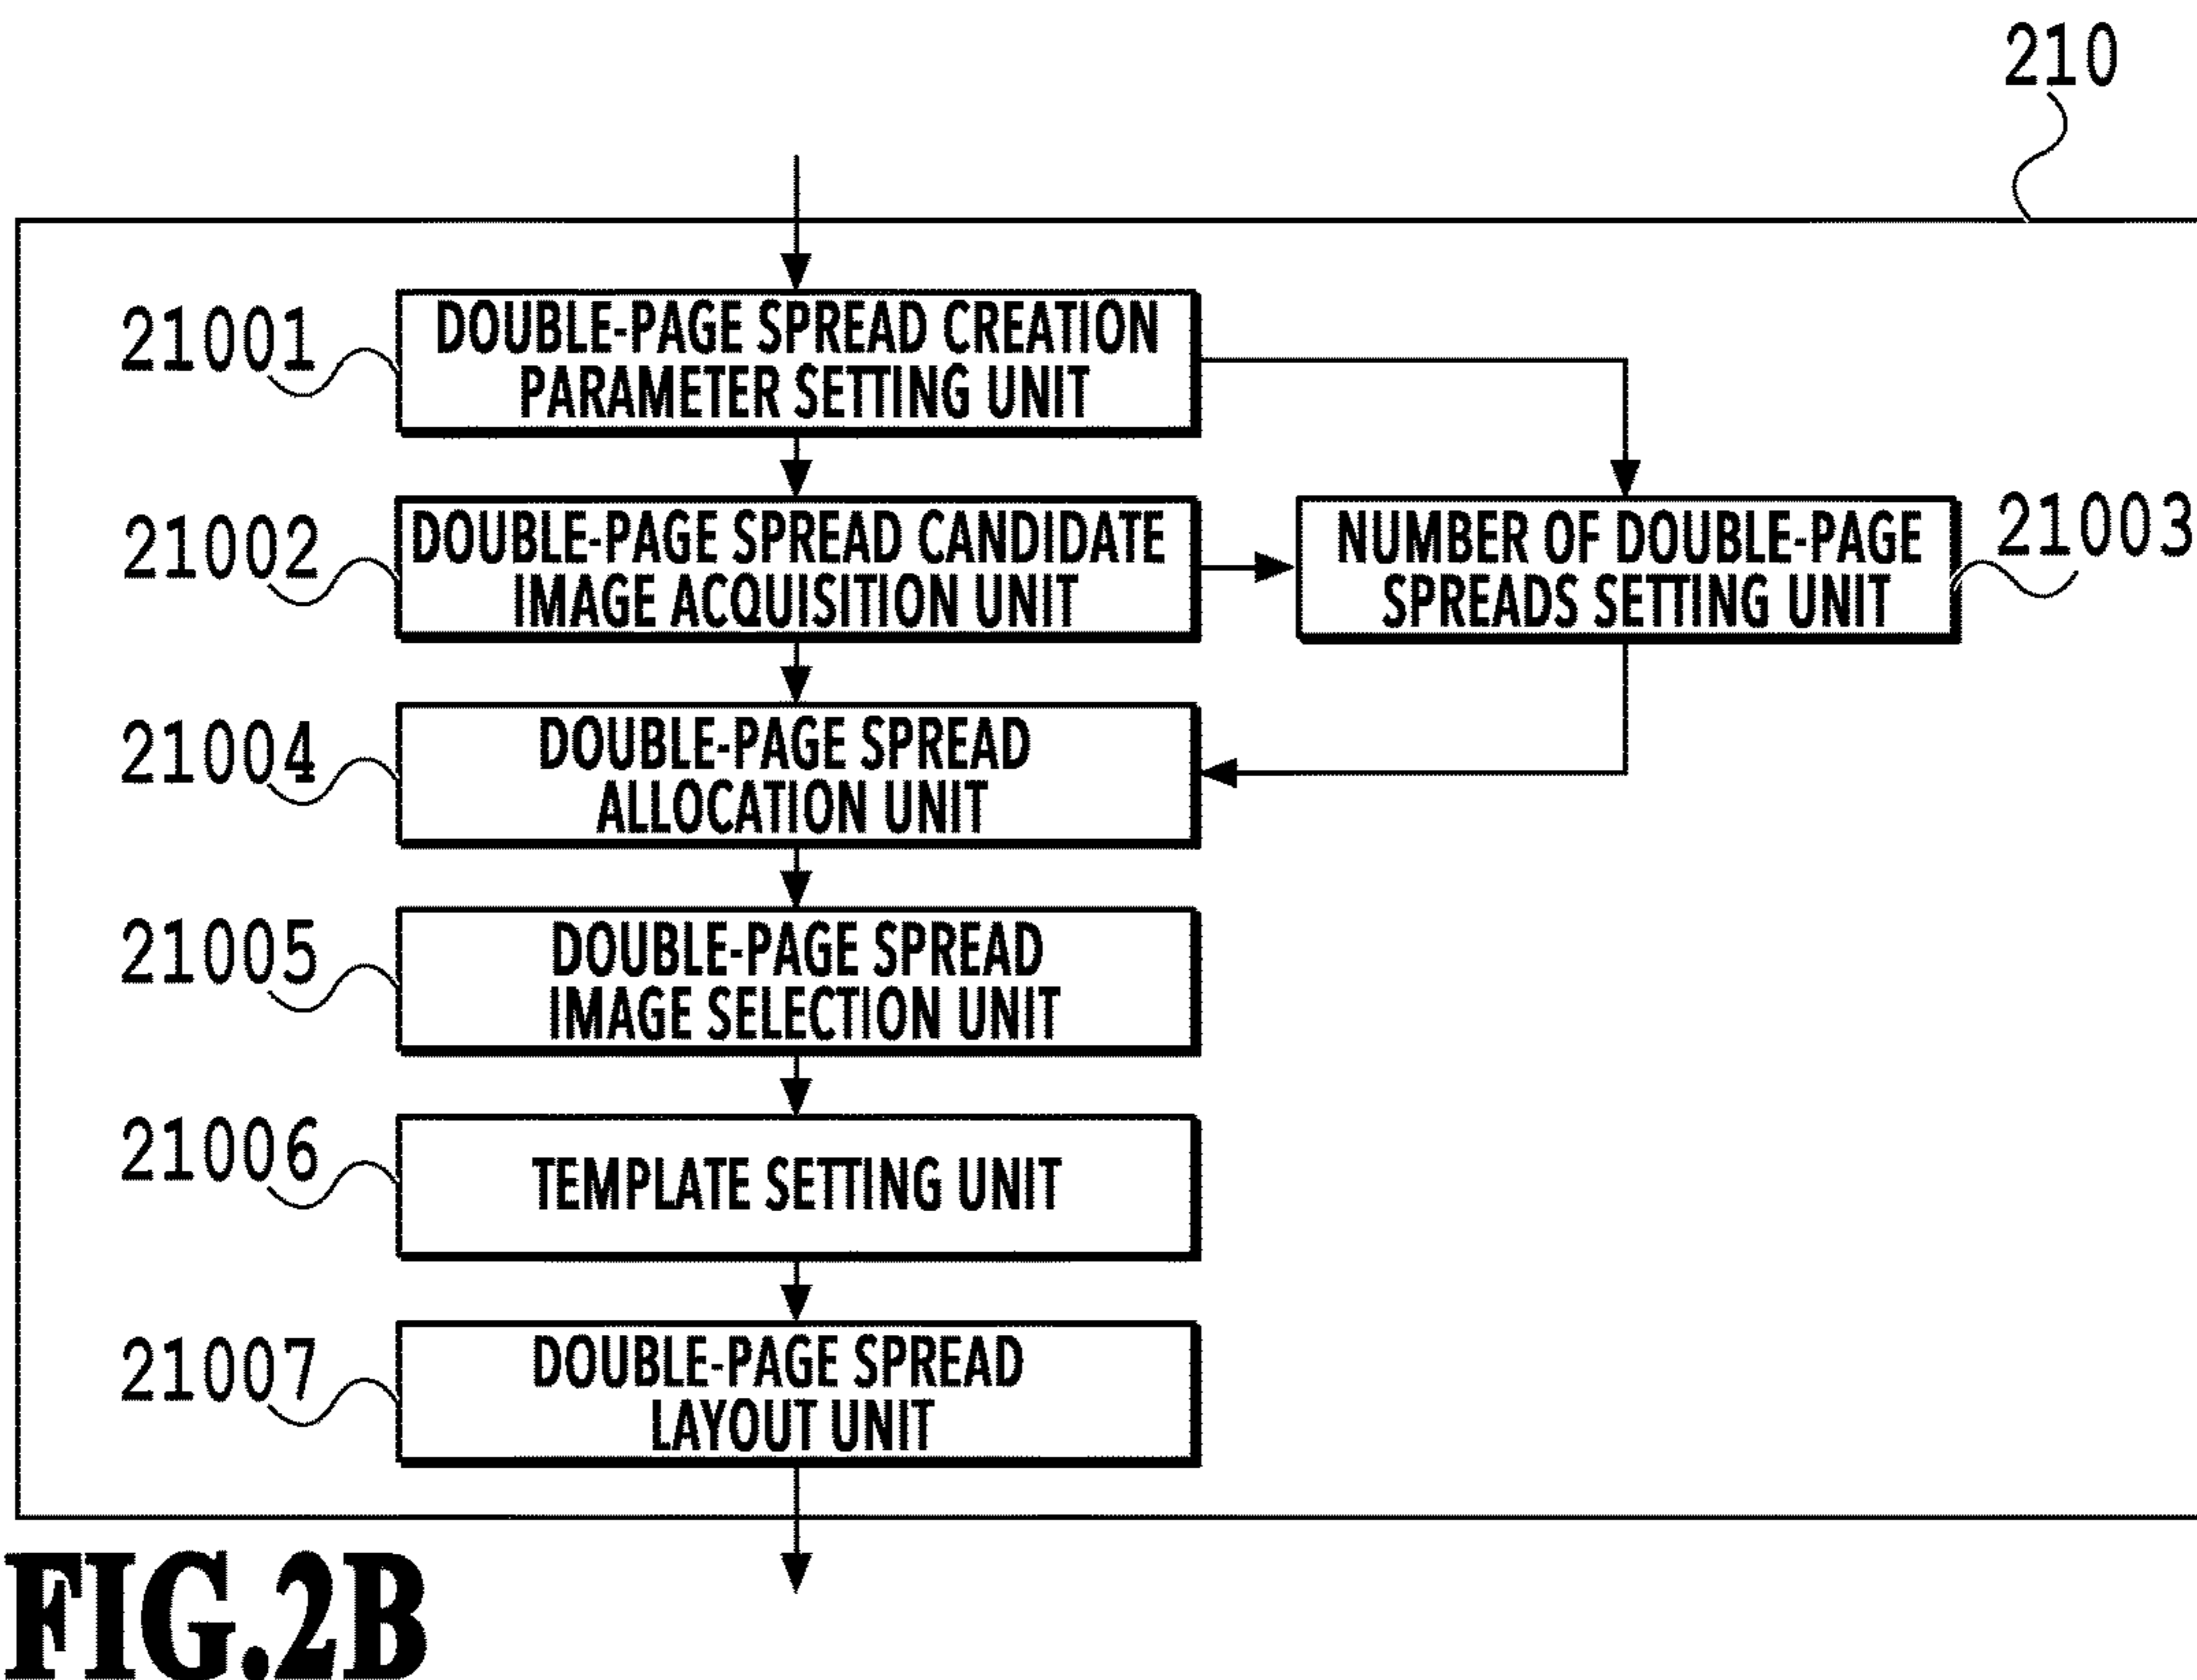 210
21001
DOUBLE-PAGE SPREAD CREATION
PARAMETER SETTING UNIT
21002
DOUBLE-PAGE SPREAD CANDIDATE
IMAGE ACQUISITION UNIT
NUMBER OF DOUBLE-PAGE
SPREADS SETTING UNIT
21003
21004
DOUBLE-PAGE SPREAD
ALLOCATION UNIT
21005
DOUBLE-PAGE SPREAD
IMAGE SELECTION UNIT
21006
TEMPLATE SETTING UNIT
21007
DOUBLE-PAGE SPREAD
LAYOUT UNIT
FIG.2B